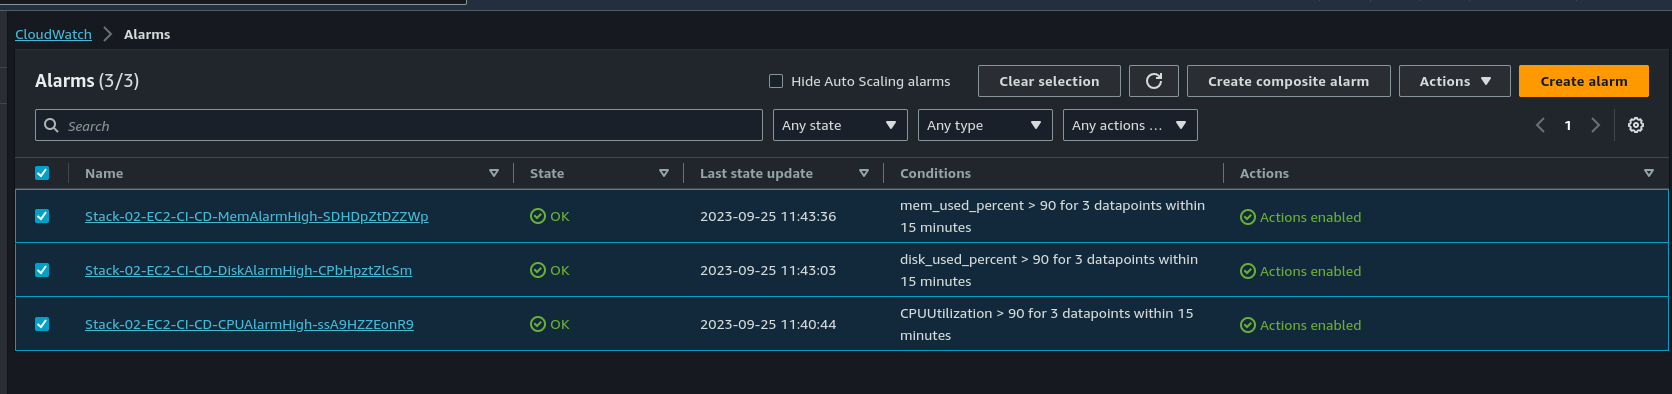 CloudWatch > Alarms
Alarms (3/3)
Hide Auto Scaling alarms
Clear selection
Create composite alarm
Actions
Create alarm
Search
Any state
Any type
Any actions ...
1
Name State Last state update Conditions Actions
Stack-02-EC2-CI-CD-MemAlarmHigh-SDHDpZtDZZWp OK 2023-09-25 11:43:36 mem_used_percent > 90 for 3 datapoints within Actions enabled
15 minutes
Stack-02-EC2-CI-CD-DiskAlarmHigh-CPbHpztZlcSm OK 2023-09-25 11:43:03 disk_used_percent > 90 for 3 datapoints within Actions enabled
15 minutes
Stack-02-EC2-CI-CD-CPUAlarmHigh-ssA9HZZEonR9 OK 2023-09-25 11:40:44 CPUUtilization > 90 for 3 datapoints within 15 Actions enabled
minutes